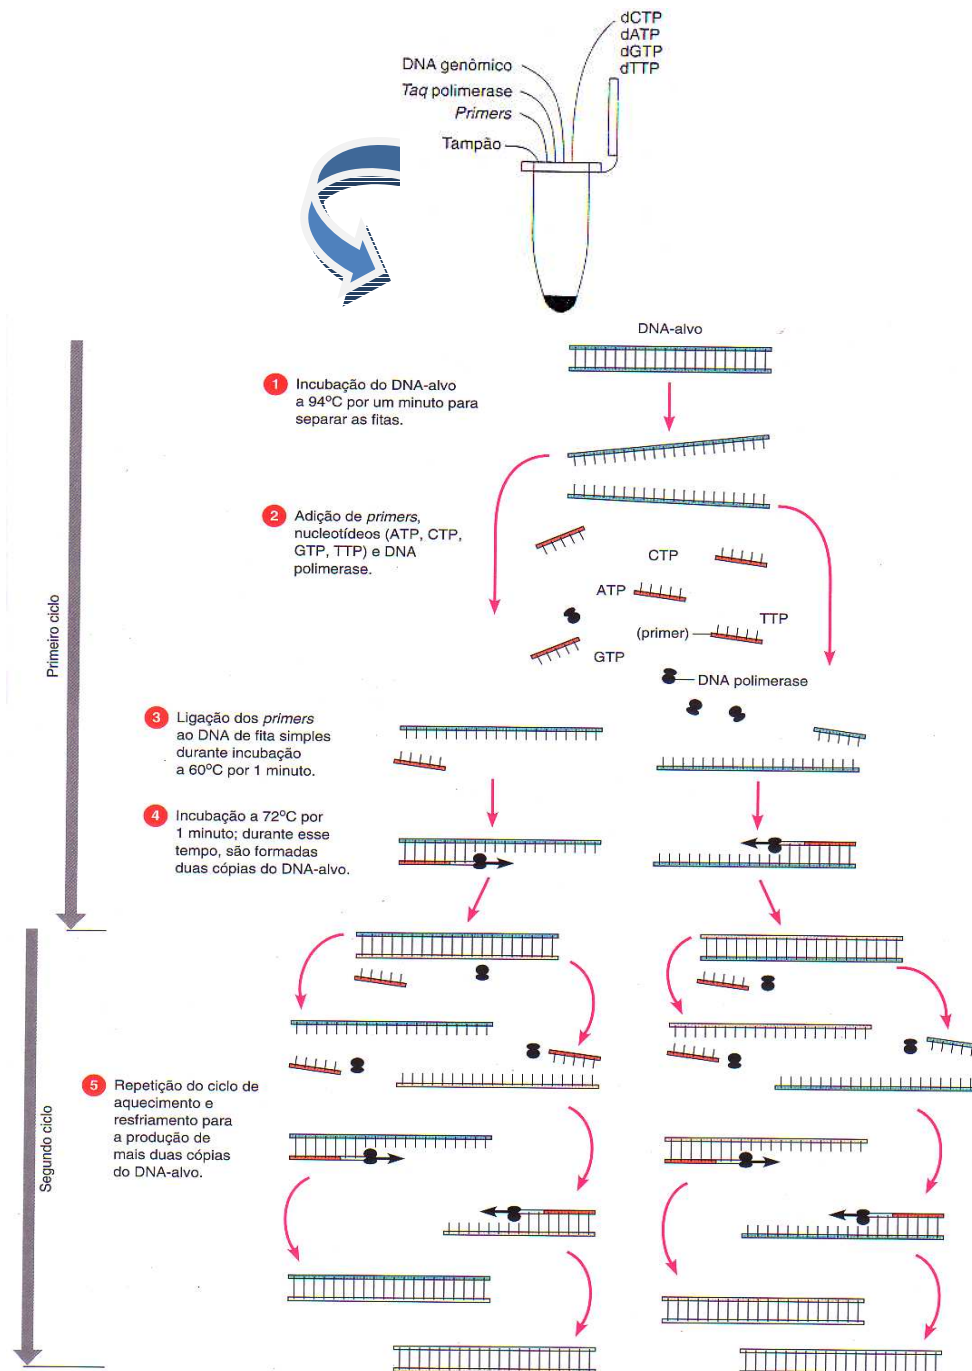 dCTP
dATP
dGTP
dTTP
DNA genômico
Taq polimerase
Primers
Tampão
DNA-alvo
1 Incubação do DNA-alvo
a 94°C por um minuto para
separar as fitas.
2 Adição de primers,
nucleotídeos (ATP, CTP,
GTP, TTP) e DNA
polimerase.
CTP
ATP
TTP
(primer)
GTP
DNA polimerase
Primeiro ciclo
3 Ligação dos primers
ao DNA de fita simples
durante incubação
a 60°C por 1 minuto.
4 Incubação a 72°C por
1 minuto; durante esse
tempo, são formadas
duas cópias do DNA-alvo.
Segundo ciclo
5 Repetição do ciclo de
aquecimento e
resfriamento para
a produção de
mais duas cópias
do DNA-alvo.